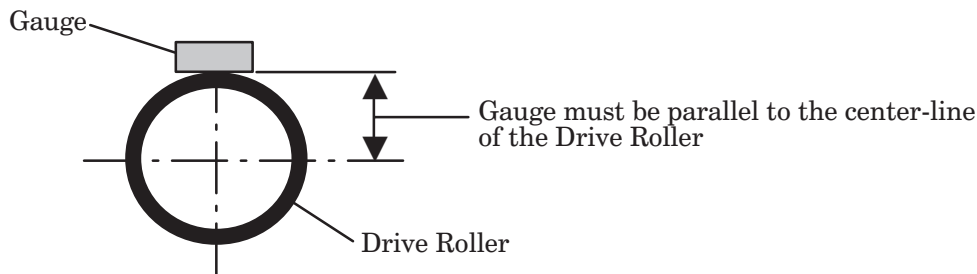 Gauge
Gauge must be parallel to the center-line
of the Drive Roller
Drive Roller